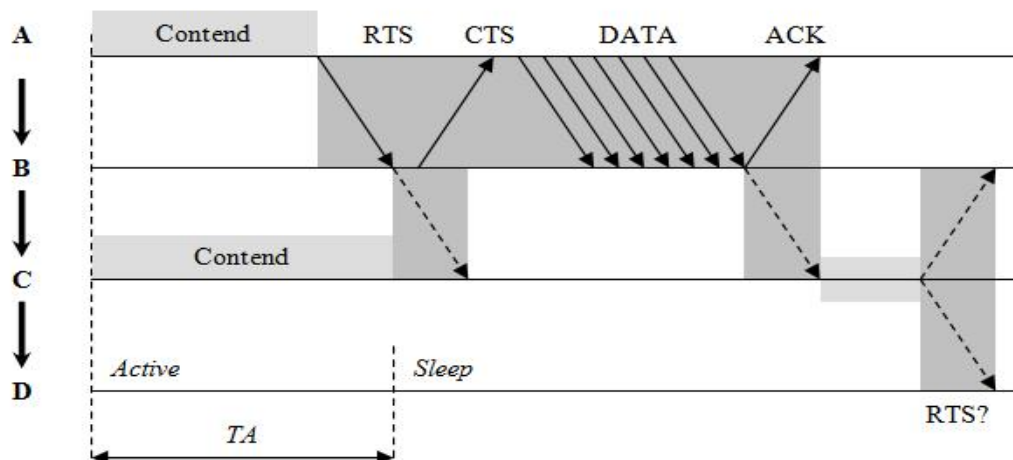 A Contend RTS CTS DATA ACK
B
Contend
C
Active Sleep
D
RTS?
TA